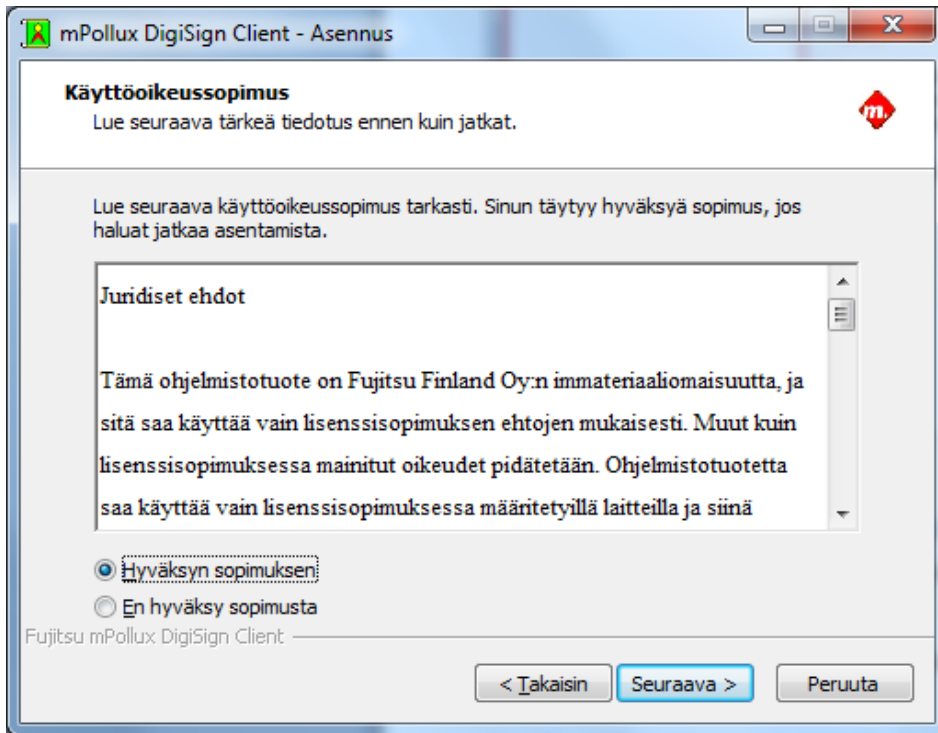 mPollux DigiSign Client - Asennus
Käyttöoikeussopimus
Lue seuraava tärkeä tiedotus ennen kuin jatkat.
m.
Lue seuraava käyttöoikeussopimus tarkasti. Sinun täytyy hyväksyä sopimus, jos
haluat jatkaa asentamista.
Juridiset ehdot
Tämä ohjelmistotuote on Fujitsu Finland Oy:n immateriaaliomaisuutta, ja
sitä saa käyttää vain lisenssisopimuksen ehtojen mukaisesti. Muut kuin
lisenssisopimuksessa mainitut oikeudet pidätetään. Ohjelmistotuotetta
saa käyttää vain lisenssisopimuksessa määritetyillä laitteilla ja siinä
Hyväksyn sopimuksen
En hyväksy sopimusta
Fujitsu mPollux DigiSign Client
< Takaisin
Seuraava >
Peruuta